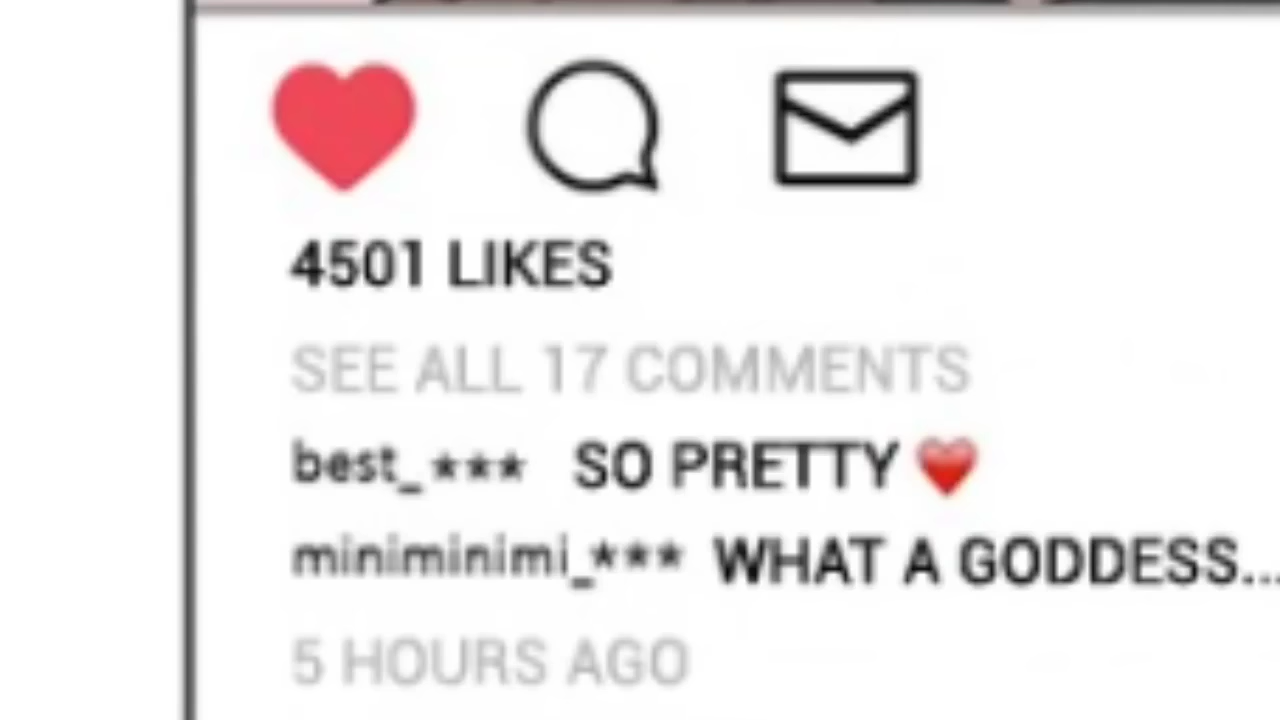 4501 LIKES
SEE ALL 17 COMMENTS
best_*** SO PRETTY ❤️
miniminimi_*** WHAT A GODDESS...
5 HOURS AGO